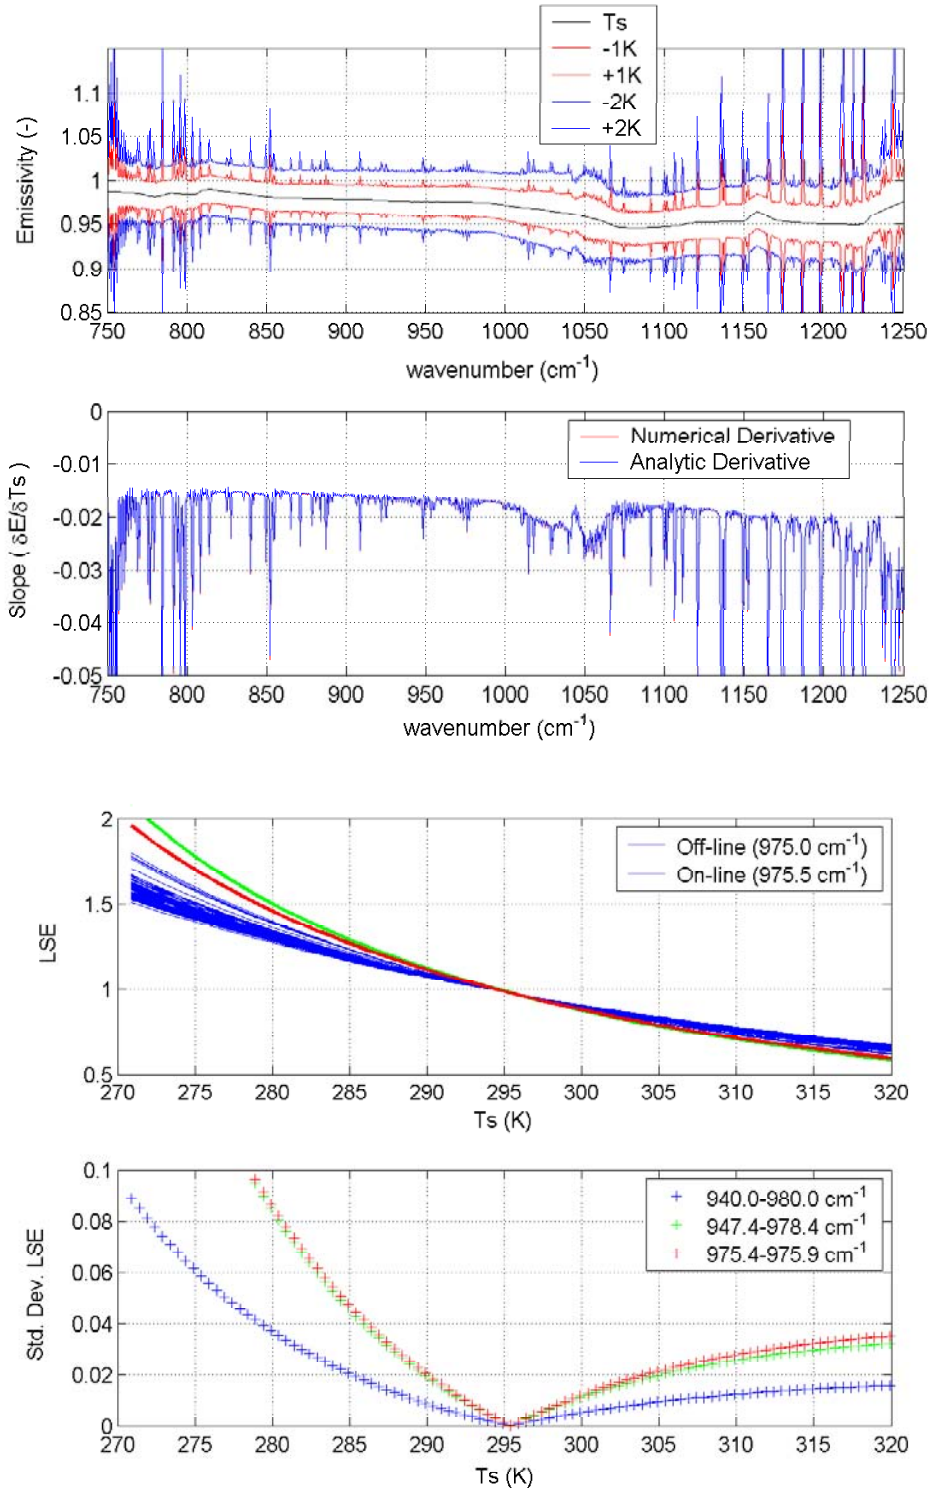 Ts
-1K
+1K
-2K
+2K
1.1
1.05
1
0.95
0.9
0.85
Emissivity (-)
750 800 850 900 950 1000 1050 1100 1150 1200 1250
wavenumber (cm-1)
0
-0.01
-0.02
-0.03
-0.04
-0.05
Slope ( δE/δTs )
Numerical Derivative
Analytic Derivative
750 800 850 900 950 1000 1050 1100 1150 1200 1250
wavenumber (cm-1)
2
1.5
1
0.5
LSE
Off-line (975.0 cm-1)
On-line (975.5 cm-1)
270 275 280 285 290 295 300 305 310 315 320
Ts (K)
0.1
0.08
0.06
0.04
0.02
0
Std. Dev. LSE
940.0-980.0 cm-1
947.4-978.4 cm-1
975.4-975.9 cm-1
270 275 280 285 290 295 300 305 310 315 320
Ts (K)